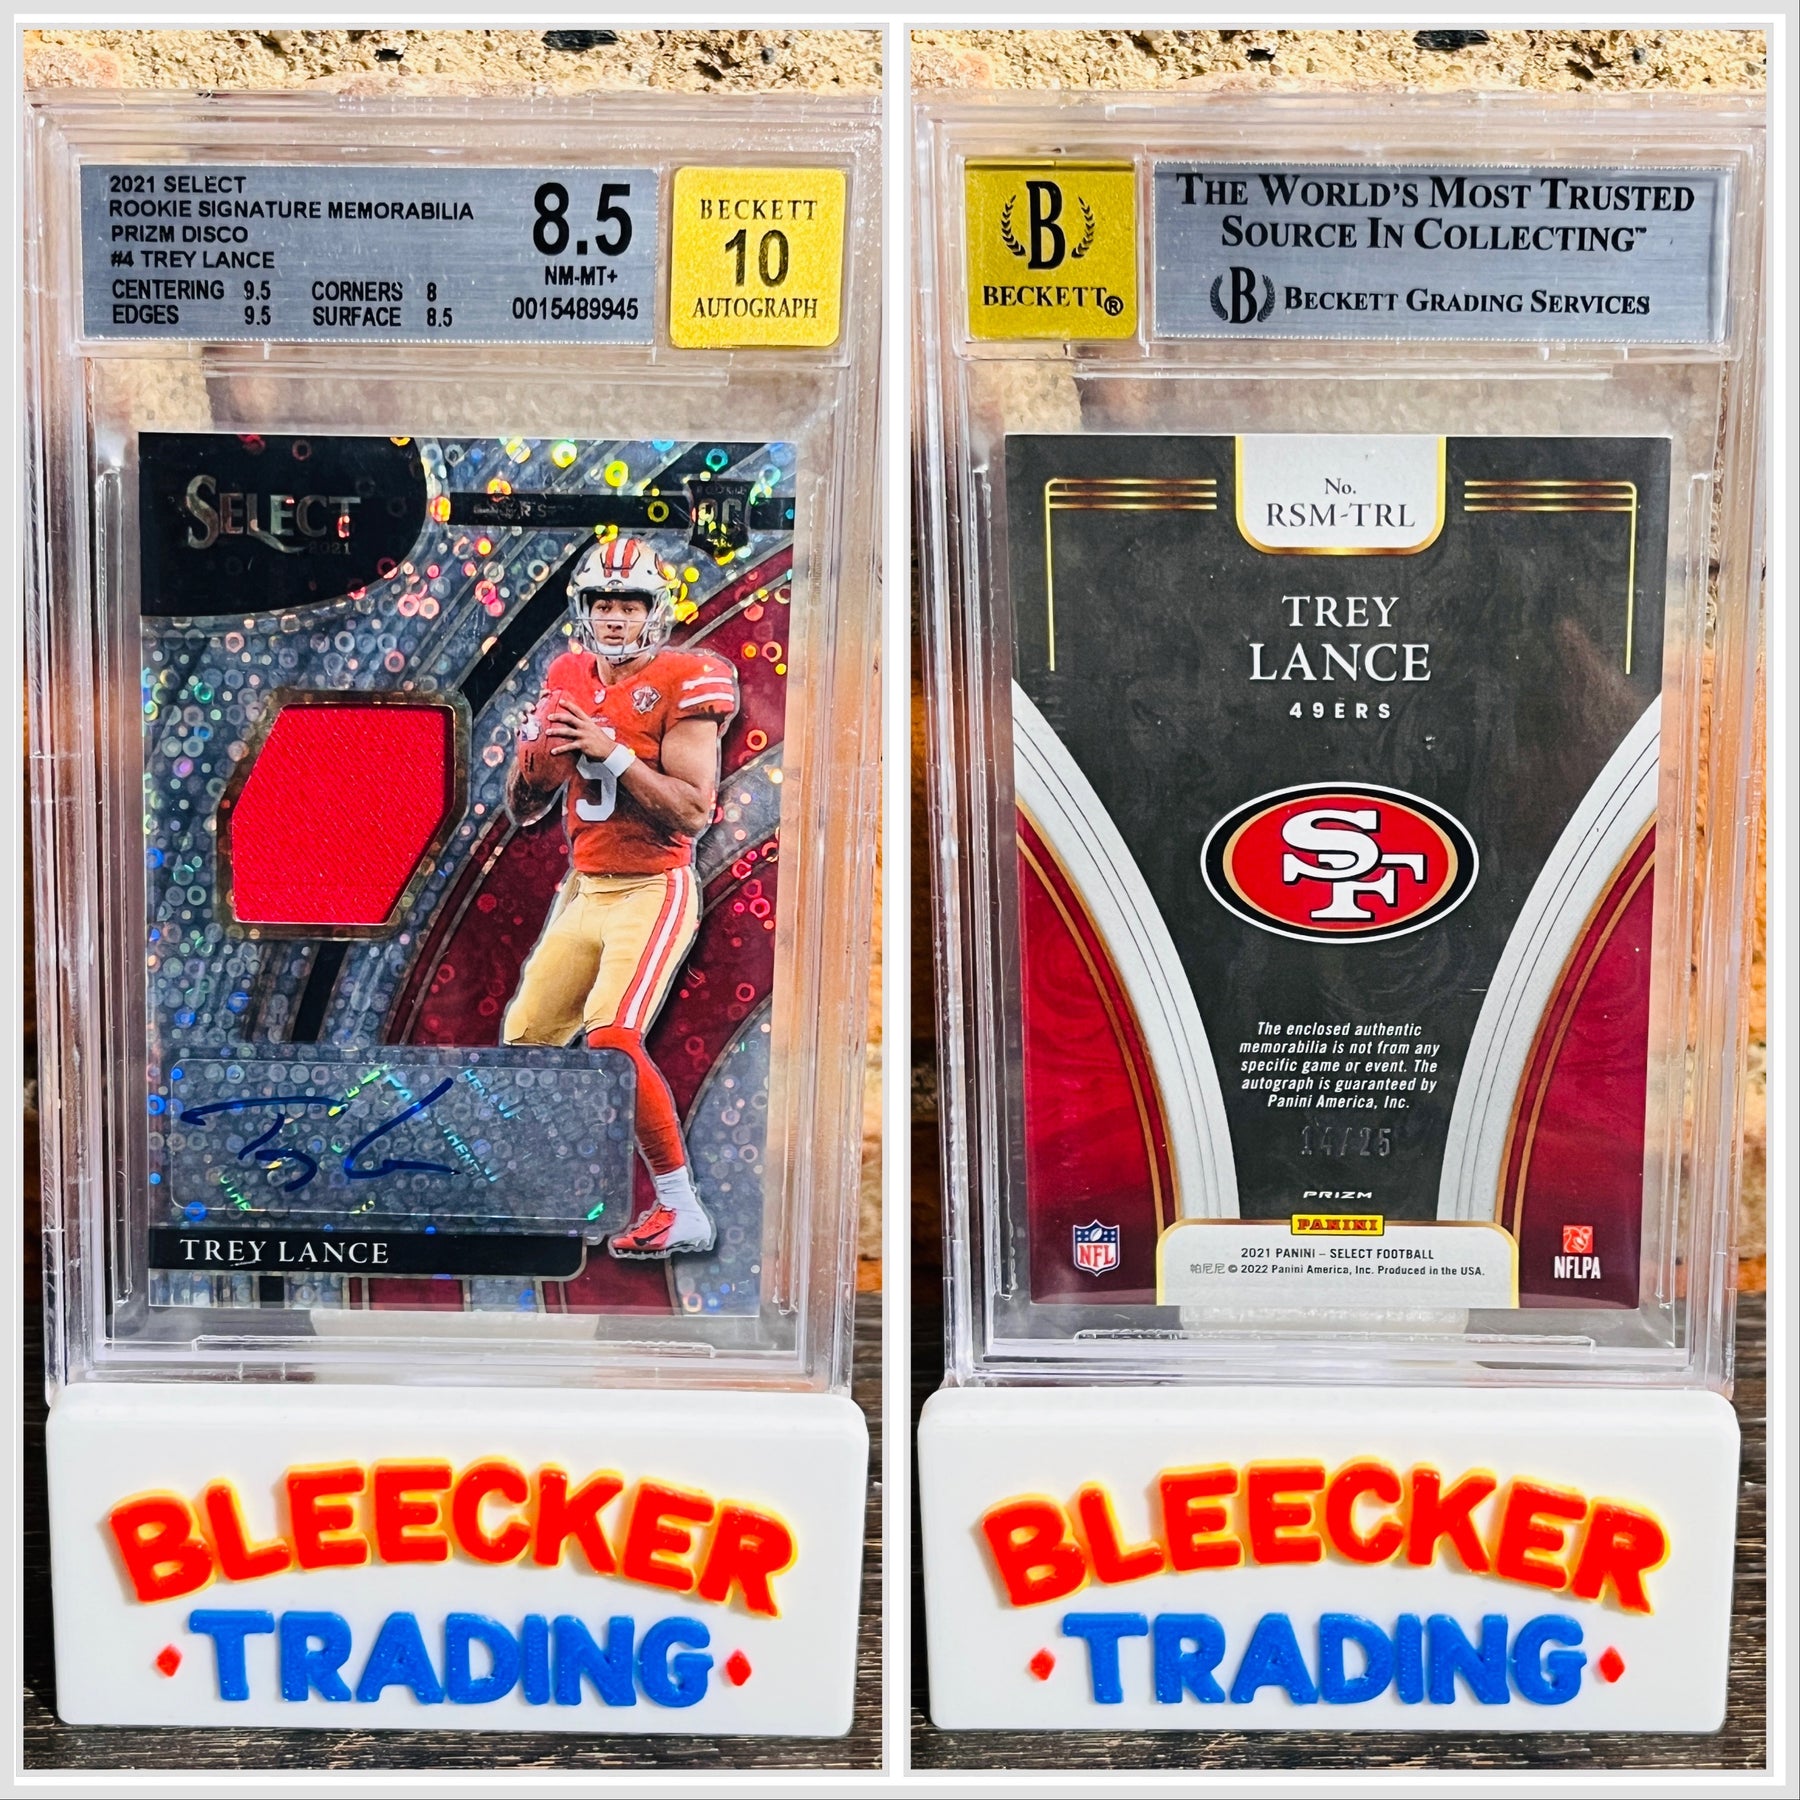 2021 SELECT
ROOKIE SIGNATURE MEMORABILIA
PRIZM DISCO
#4 TREY LANCE
CENTERING 9.5 CORNERS 8
EDGES 9.5 SURFACE 8.5
8.5
NM-MT+
0015489945
BECKETT
10
AUTOGRAPH
SELECT
2021
RC
5
TREY LANCE
BLEECKER
TRADING
B
BECKETT®
THE WORLD'S MOST TRUSTED
SOURCE IN COLLECTING™
B BECKETT GRADING SERVICES
No.
RSM-TRL
TREY
LANCE
49ERS
SF
The enclosed authentic
memorabilia is not from any
specific game or event. The
autograph is guaranteed by
Panini America, Inc.
14/25
PRIZM
PANINI
NFL
2021 PANINI – SELECT FOOTBALL
帕尼尼 © 2022 Panini America, Inc. Produced in the USA.
NFLPA
BLEECKER
TRADING